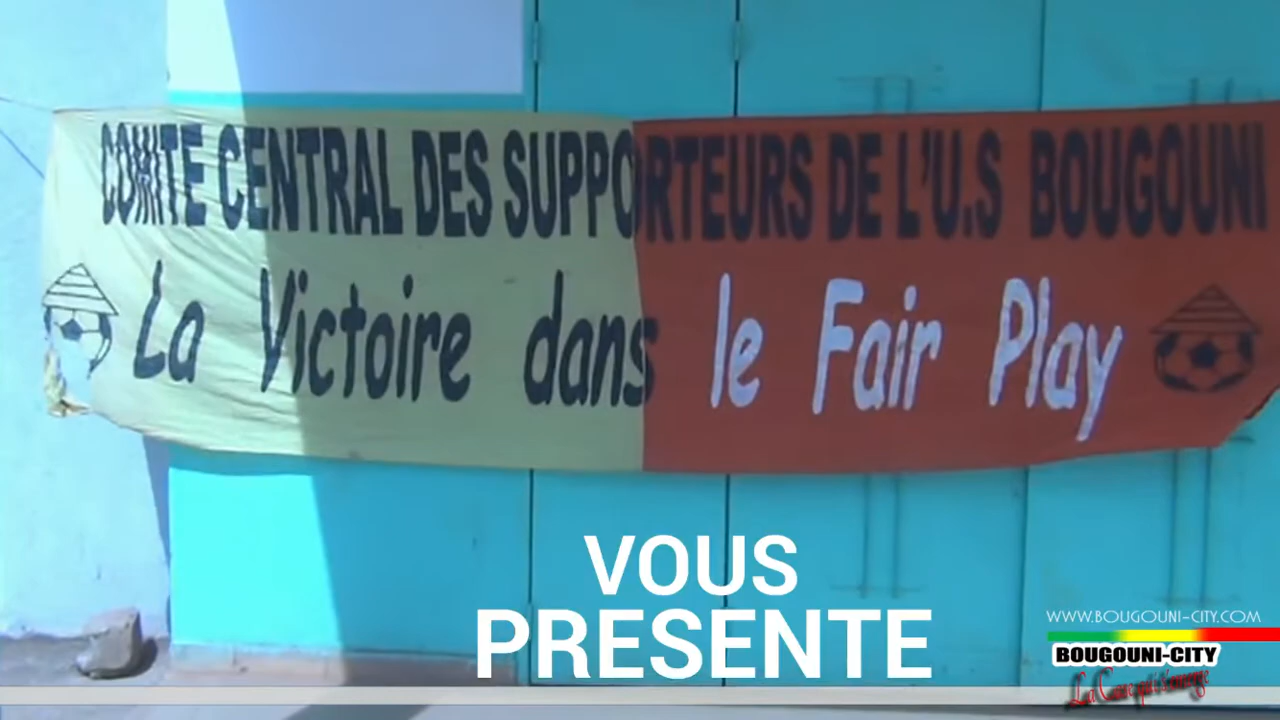 COMITE CENTRAL DES SUPPORTEURS DE L'U.S BOUGOUNI
La Victoire dans le Fair Play
VOUS
PRESENTE
WWW.BOUGOUNI-CITY.COM
BOUGOUNI-CITY
La